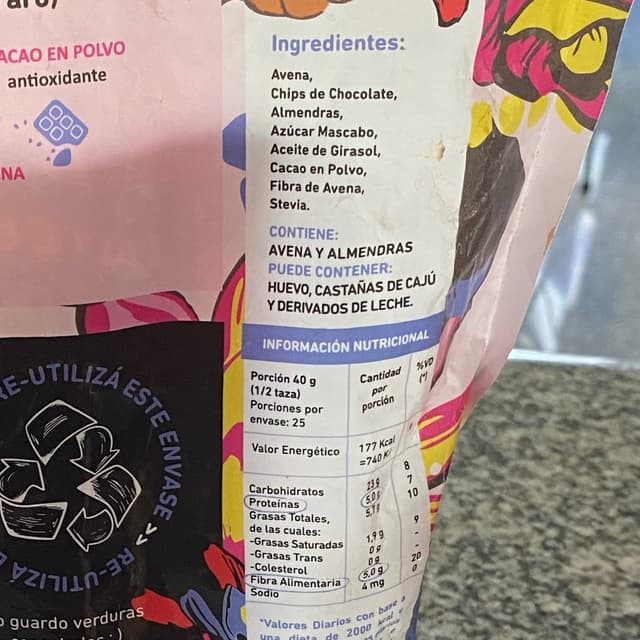 ACAO EN POLVO
antioxidante
NA
Ingredientes:
Avena,
Chips de Chocolate,
Almendras,
Azúcar Mascabo,
Aceite de Girasol,
Cacao en Polvo,
Fibra de Avena,
Stevia.
CONTIENE:
AVENA Y ALMENDRAS
PUEDE CONTENER:
HUEVO, CASTAÑAS DE CAJÚ
Y DERIVADOS DE LECHE.
INFORMACIÓN NUTRICIONAL
Porción 40 g
(1/2 taza)
Porciones por
envase: 25
Cantidad
por
porción
%VD
(*)
Valor Energético 177 Kcal
=740 KJ 8
Carbohidratos 23 g 7
Proteínas 5,0 g 10
Grasas Totales, 5,1 g 9
de las cuales:
-Grasas Saturadas 1,9 g
-Grasas Trans 0 g -
-Colesterol 0 g -
Fibra Alimentaria 5,0 g 20
Sodio 4 mg 0
*Valores Diarios con base a
una dieta de 2000 kcal
RE-UTILIZÁ ESTE ENVASE > RE-UTILIZÁ
guardo verduras